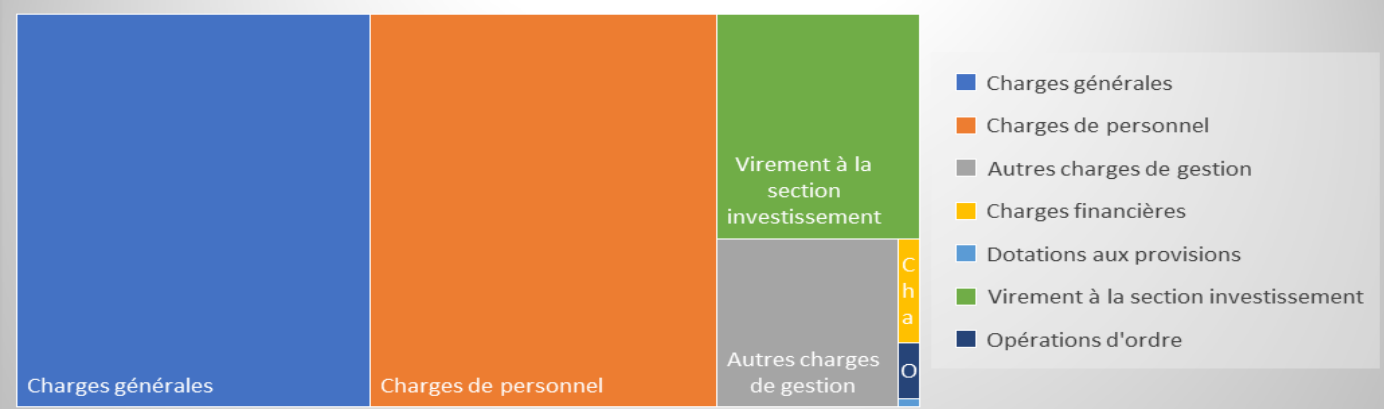 Charges générales
Charges de personnel
Virement à la
section
investissement
Autres charges
de gestion
C
h
a
O
Charges générales
Charges de personnel
Autres charges de gestion
Charges financières
Dotations aux provisions
Virement à la section investissement
Opérations d'ordre